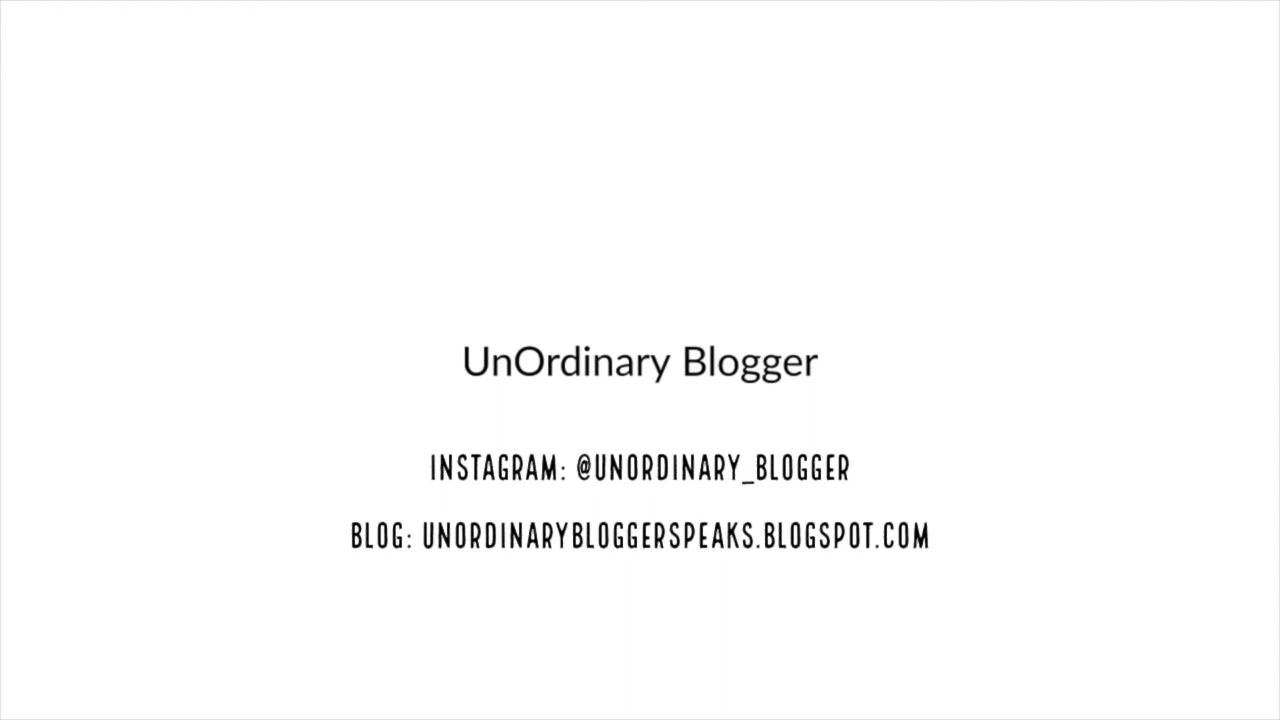 UnOrdinary Blogger
INSTAGRAM: @UNORDINARY_BLOGGER
BLOG: UNORDINARYBLOGGERSPEAKS.BLOGSPOT.COM